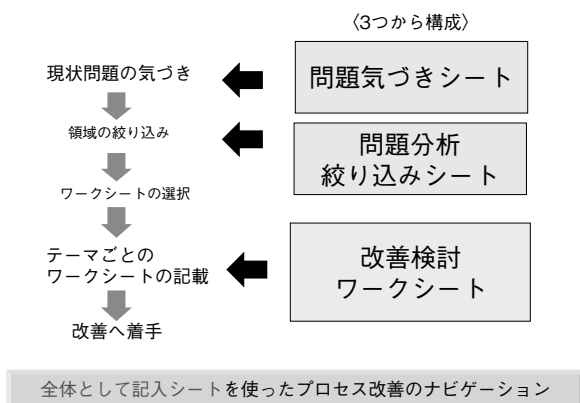 〈3つから構成〉
現状問題の気づき
問題気づきシート
領域の絞り込み
問題分析
絞り込みシート
ワークシートの選択
テーマごとの
ワークシートの記載
改善検討
ワークシート
改善へ着手
全体として記入シートを使ったプロセス改善のナビゲーション